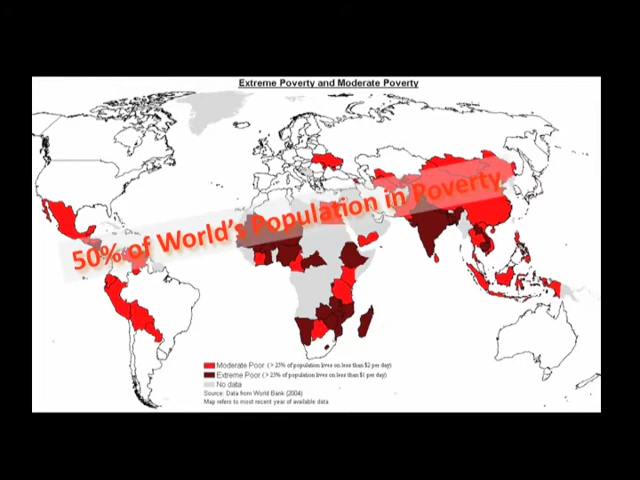 Extreme Poverty and Moderate Poverty
50% of World's Population in Poverty
Moderate Poor (> 25% of population lives on less than $2 per day)
Extreme Poor (> 25% of population lives on less than $1 per day)
No data
Source: Data from World Bank (2004)
Map refers to most recent year of available data